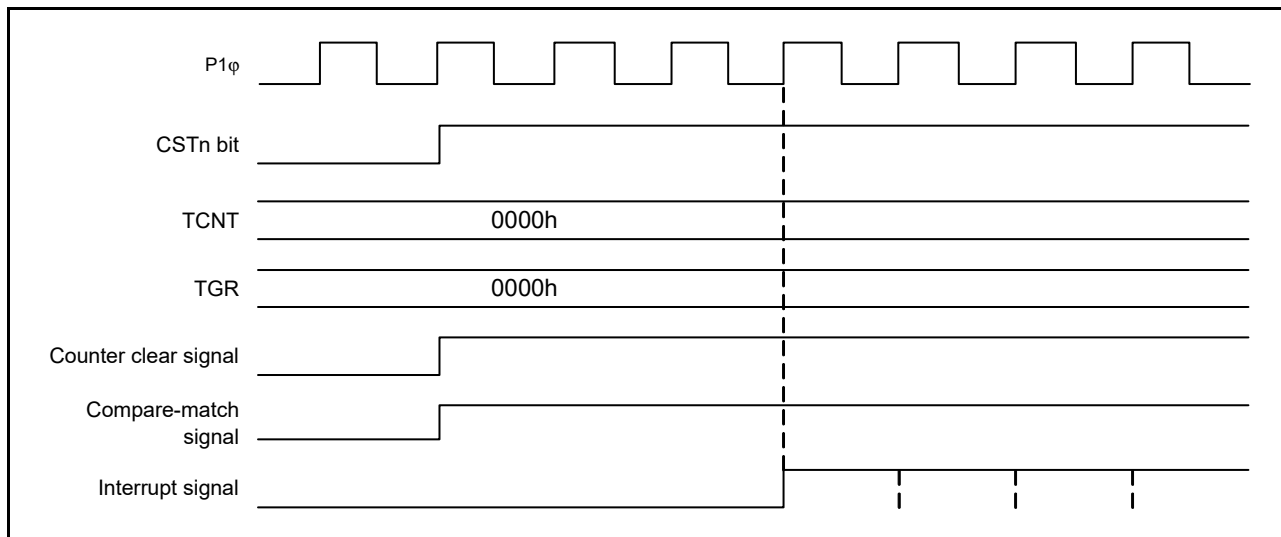 P1φ
CSTn bit
TCNT
0000h
TGR
0000h
Counter clear signal
Compare-match
signal
Interrupt signal